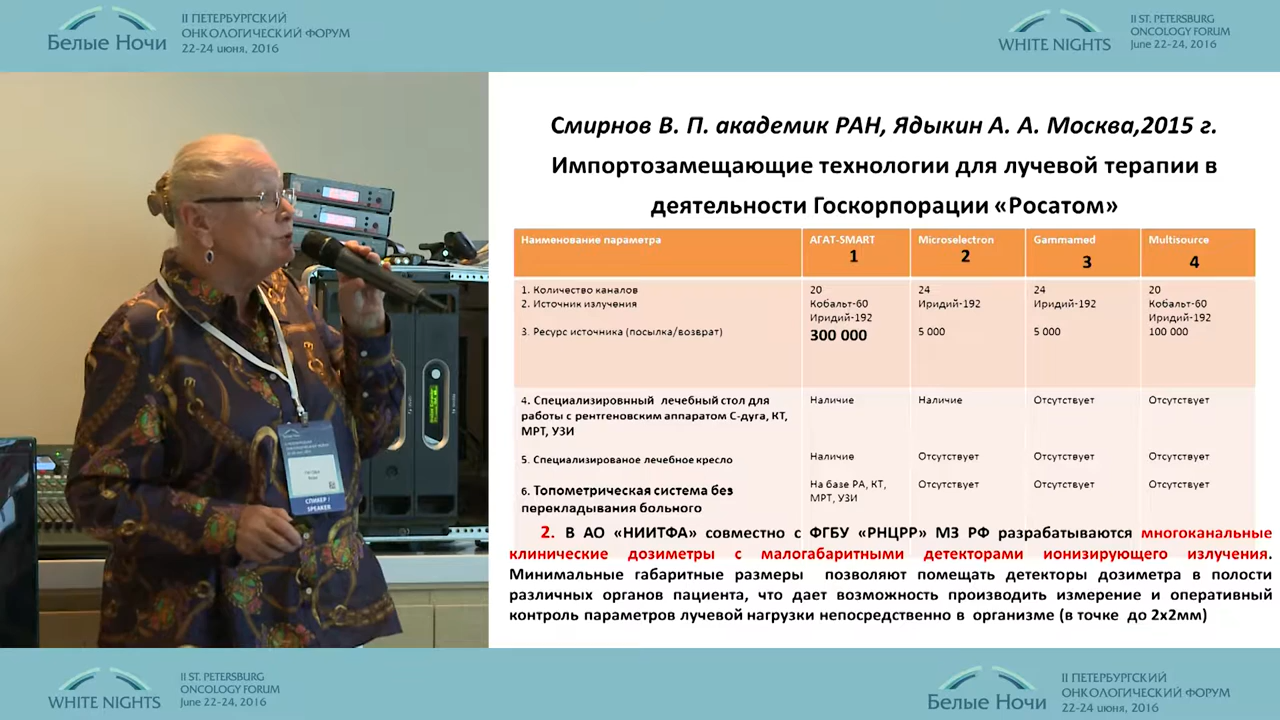 Белые Ночи
II ПЕТЕРБУРГСКИЙ
ОНКОЛОГИЧЕСКИЙ ФОРУМ
22-24 июня, 2016
WHITE NIGHTS
II ST. PETERSBURG
ONCOLOGY FORUM
June 22-24, 2016
Смирнов В. П. академик РАН, Ядыкин А. А. Москва,2015 г.
Импортозамещающие технологии для лучевой терапии в
деятельности Госкорпорации «Росатом»
Наименование параметра АГАТ-SMART Microselectron Gammamed Multisource
1 2 3 4
1. Количество каналов 20 24 24 20
2. Источник излучения Кобальт-60 Иридий-192 Иридий-192 Кобальт-60
Иридий-192 Иридий-192
3. Ресурс источника (посылка/возврат) 300 000 5 000 5 000 100 000
4. Специализировнный лечебный стол для Наличие Наличие Отсутствует Отсутствует
работы с рентгеновским аппаратом С-дуга, КТ,
МРТ, УЗИ
5. Специализированое лечебное кресло Наличие Отсутствует Отсутствует Отсутствует
6. Топометрическая система без На базе РА, КТ, Отсутствует Отсутствует Отсутствует
перекладывания больного МРТ, УЗИ
2. В АО «НИИТФА» совместно с ФГБУ «РНЦРР» МЗ РФ разрабатываются многоканальные
клинические дозиметры с малогабаритными детекторами ионизирующего излучения.
Минимальные габаритные размеры позволяют помещать детекторы дозиметра в полости
различных органов пациента, что дает возможность производить измерение и оперативный
контроль параметров лучевой нагрузки непосредственно в организме (в точке до 2х2мм)
СПИКЕР /
SPEAKER
WHITE NIGHTS
II ST. PETERSBURG
ONCOLOGY FORUM
June 22-24, 2016
Белые Ночи
II ПЕТЕРБУРГСКИЙ
ОНКОЛОГИЧЕСКИЙ ФОРУМ
22-24 июня, 2016